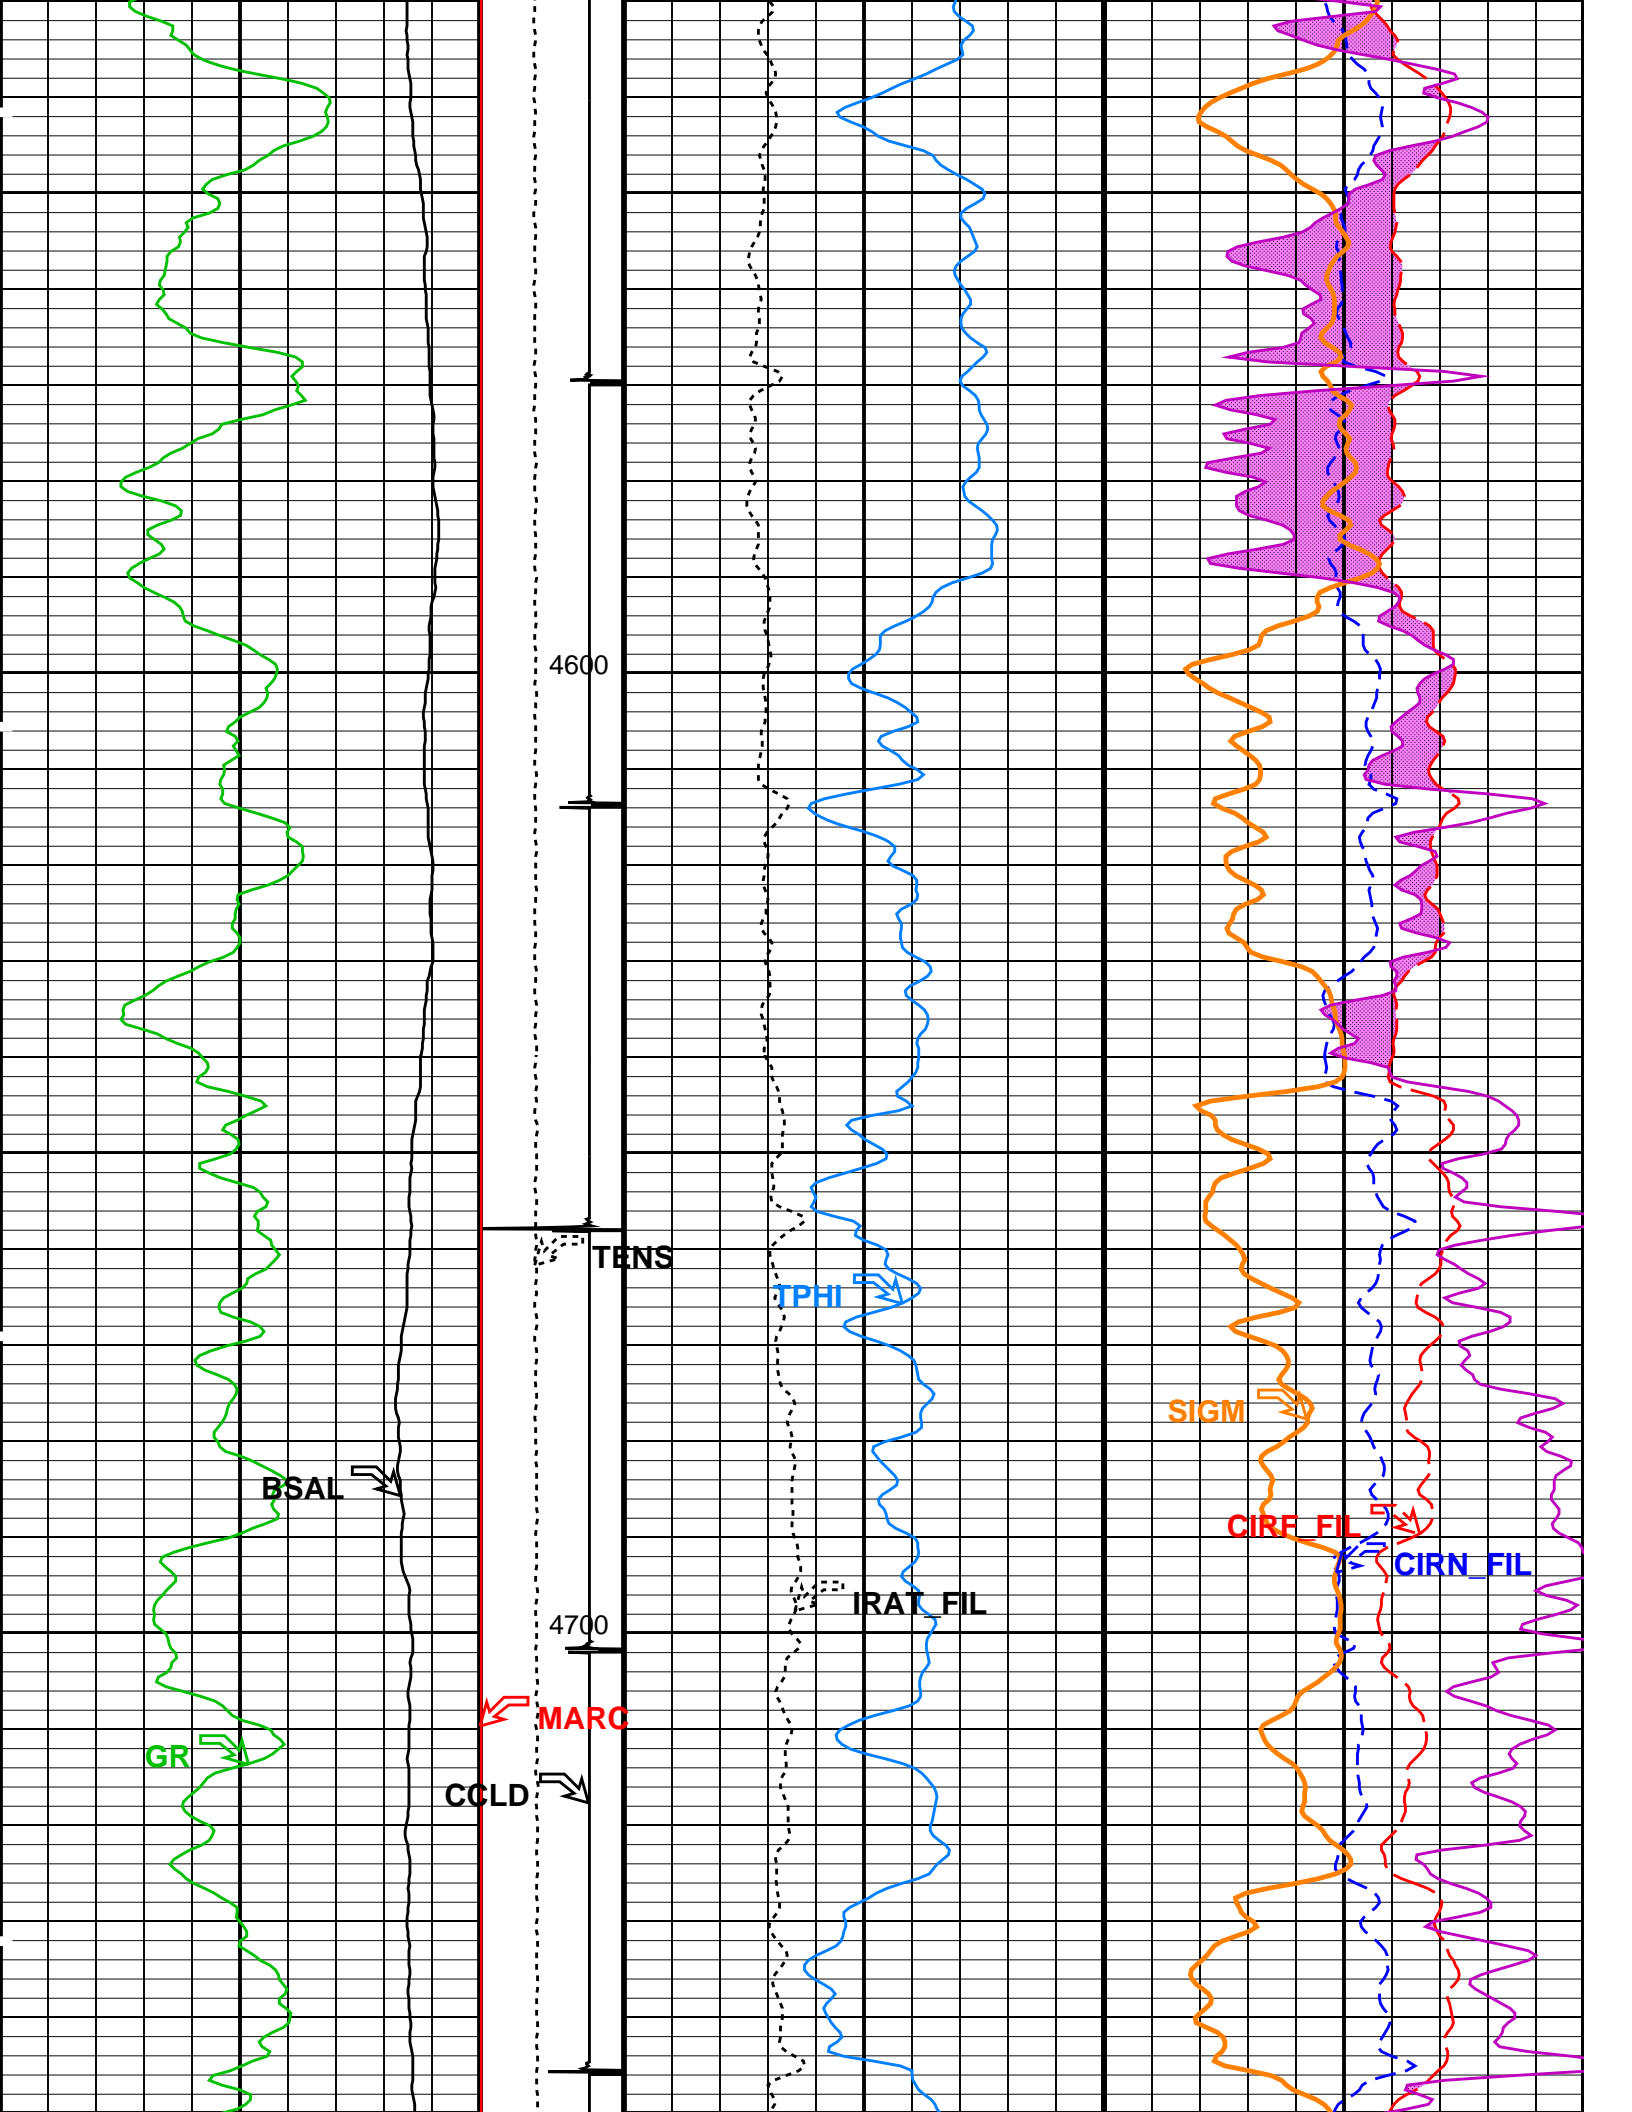 4600
TENS
TPHI
SIGM
BSAL
CIRF_FIL
CIRN_FIL
IRAT_FIL
4700
MARC
GR
CCLD